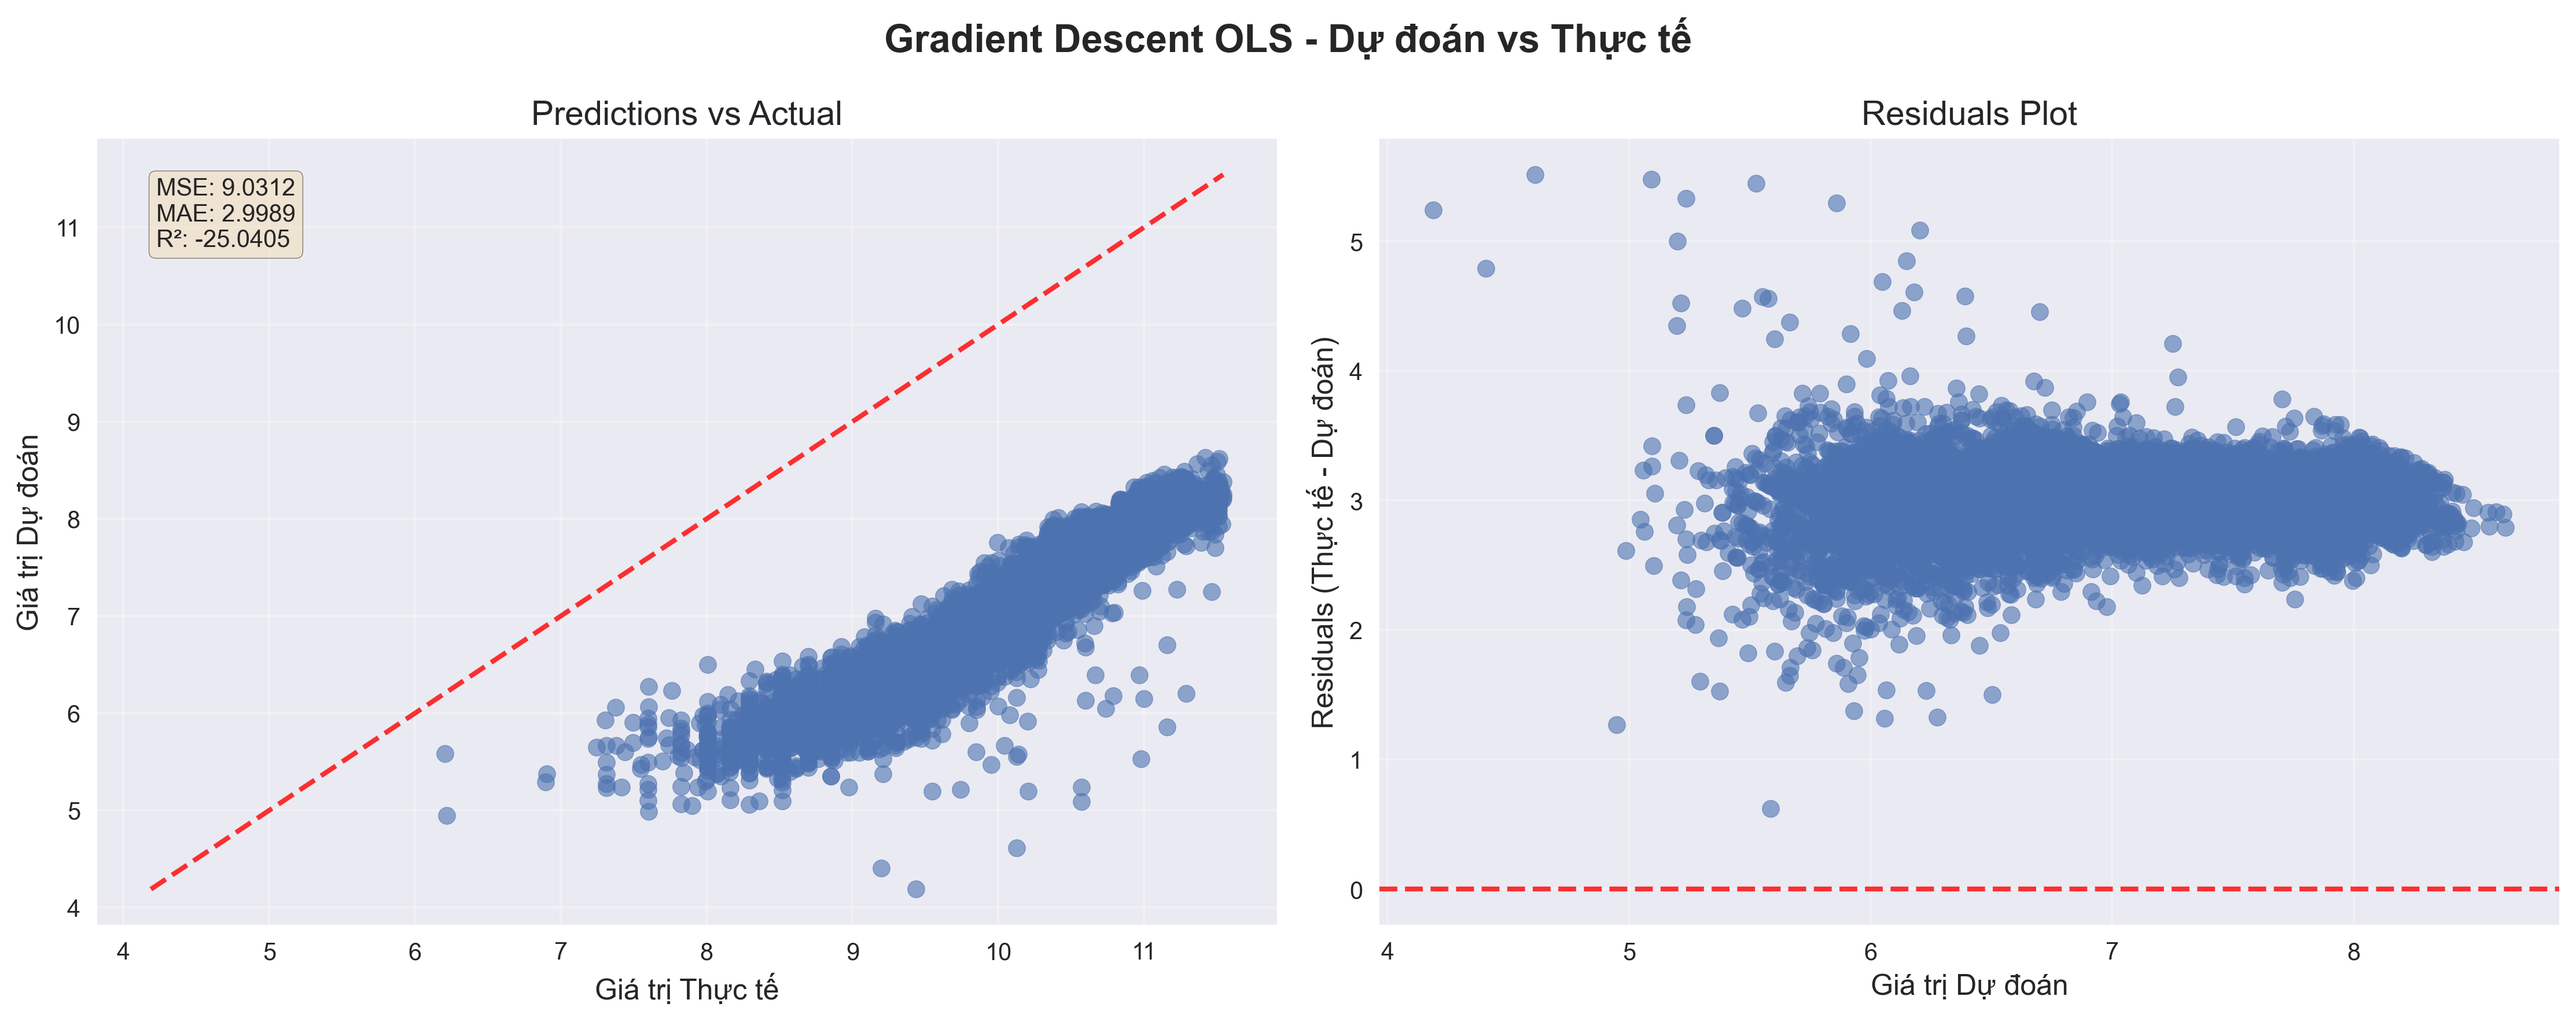 Gradient Descent OLS - Dự đoán vs Thực tế
Predictions vs Actual
MSE: 9.0312
MAE: 2.9989
R²: -25.0405
Giá trị Dự đoán
11
10
9
8
7
6
5
4
4 5 6 7 8 9 10 11
Giá trị Thực tế
Residuals Plot
Residuals (Thực tế - Dự đoán)
5
4
3
2
1
0
4 5 6 7 8
Giá trị Dự đoán